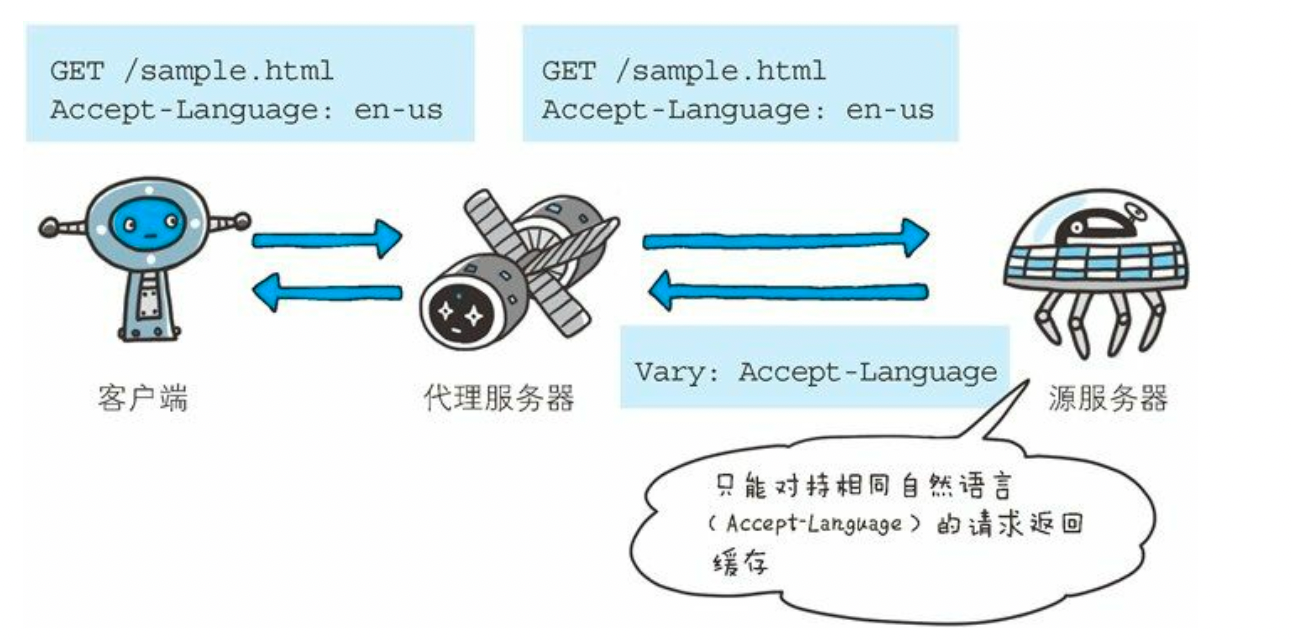 GET /sample.html
Accept-Language: en-us
GET /sample.html
Accept-Language: en-us
客户端
代理服务器
Vary: Accept-Language
源服务器
只能对持相同自然语言
(Accept-Language) 的请求返回
缓存